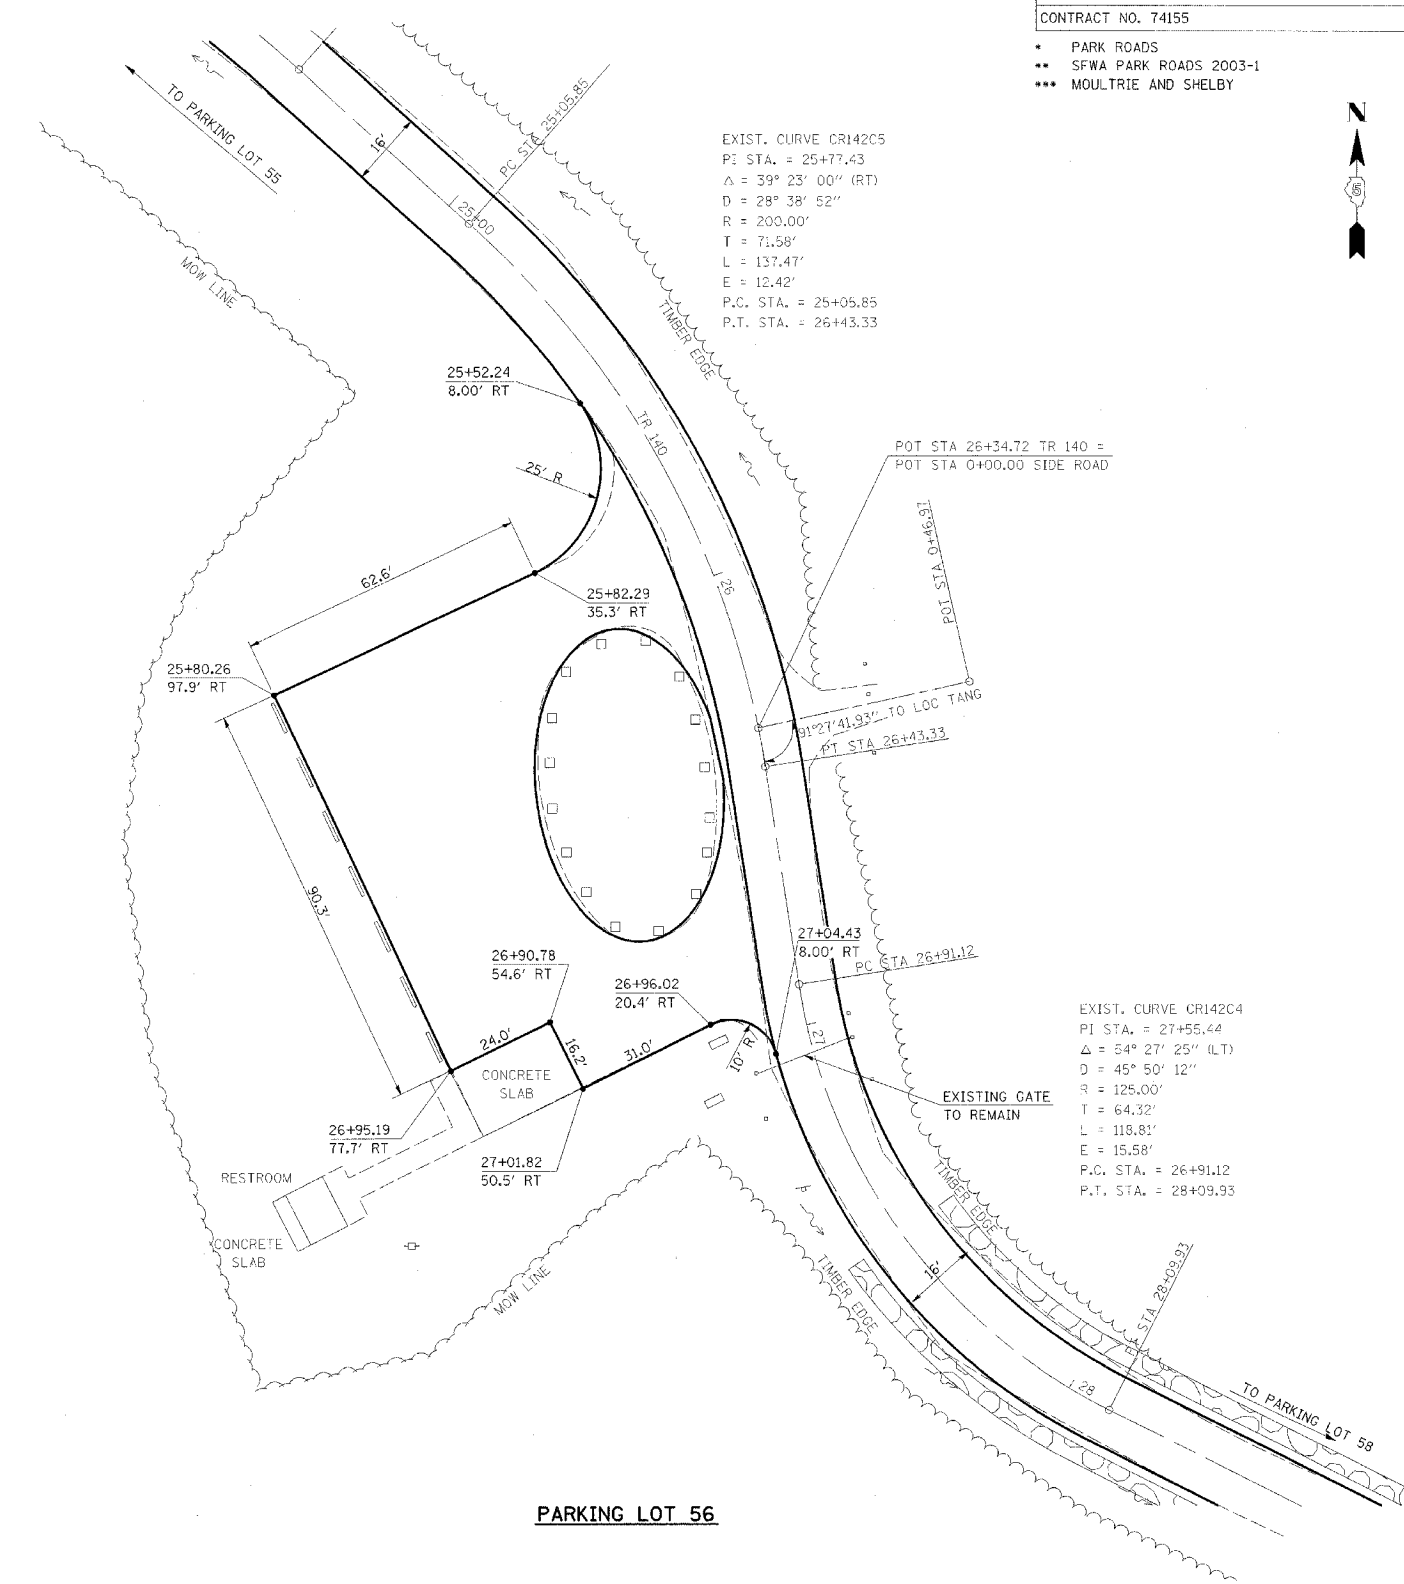 CONTRACT NO. 74155
* PARK ROADS
** SFWA PARK ROADS 2003-1
*** MOULTRIE AND SHELBY
N
5
TO PARKING LOT 55
16'
PC STA 25+05.85
25+00
EXIST. CURVE CR142C5
PI STA. = 25+77.43
Δ = 39° 23' 00" (RT)
D = 28° 38' 52"
R = 200.00'
T = 71.58'
L = 137.47'
E = 12.42'
P.C. STA. = 25+05.85
P.T. STA. = 26+43.33
MOW LINE
TIMBER EDGE
25+52.24
8.00' RT
TR 140
25' R
POT STA 26+34.72 TR 140 =
POT STA 0+00.00 SIDE ROAD
POT STA 0+46.97
62.6'
26
25+82.29
35.3' RT
25+80.26
97.9' RT
91°27'41.93" TO LOC TANG
PT STA 26+43.33
90.3'
27+04.43
8.00' RT
PC STA 26+91.12
26+90.78
54.6' RT
26+96.02
20.4' RT
27
24.0'
16.2'
31.0'
10' R
CONCRETE
SLAB
EXISTING GATE
TO REMAIN
EXIST. CURVE CR142C4
PI STA. = 27+55.44
Δ = 54° 27' 25" (LT)
D = 45° 50' 12"
R = 125.00'
T = 64.32'
L = 118.81'
E = 15.58'
P.C. STA. = 26+91.12
P.T. STA. = 28+09.93
26+95.19
77.7' RT
27+01.82
50.5' RT
RESTROOM
CONCRETE
SLAB
MOW LINE
TIMBER EDGE
TIMBER EDGE
16'
STA 28+09.93
28
TO PARKING LOT 58
PARKING LOT 56